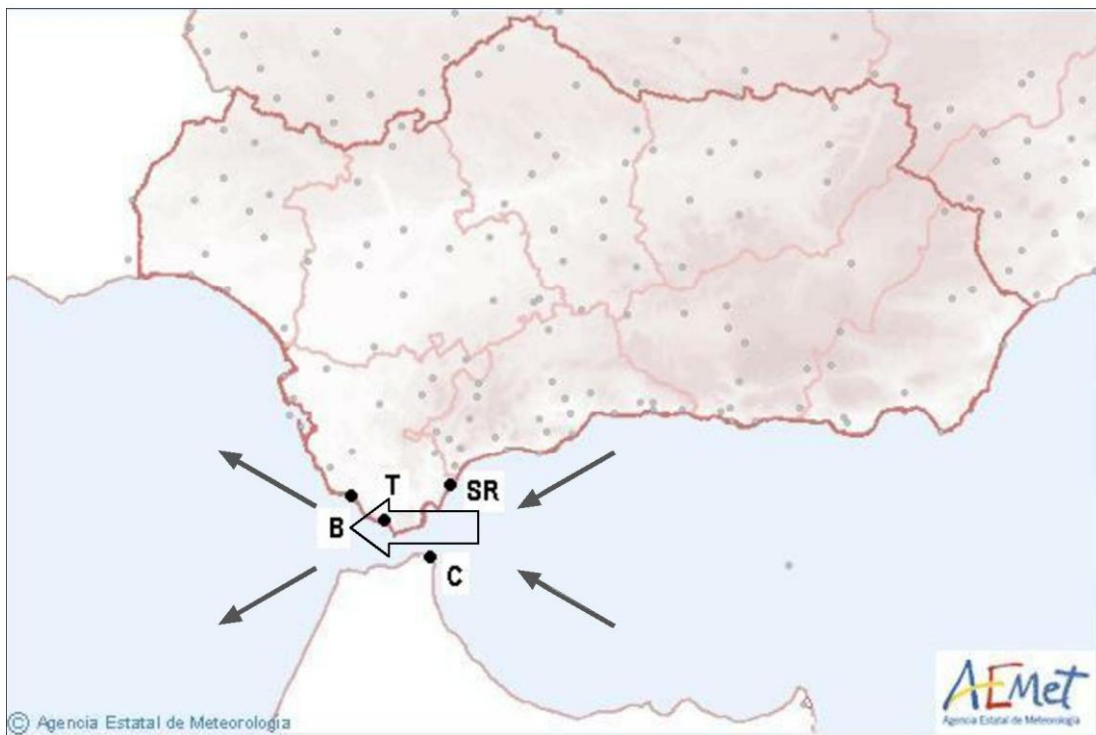 T
SR
B
C
AEMet
Agencia Estatal de Meteorología
© Agencia Estatal de Meteorología